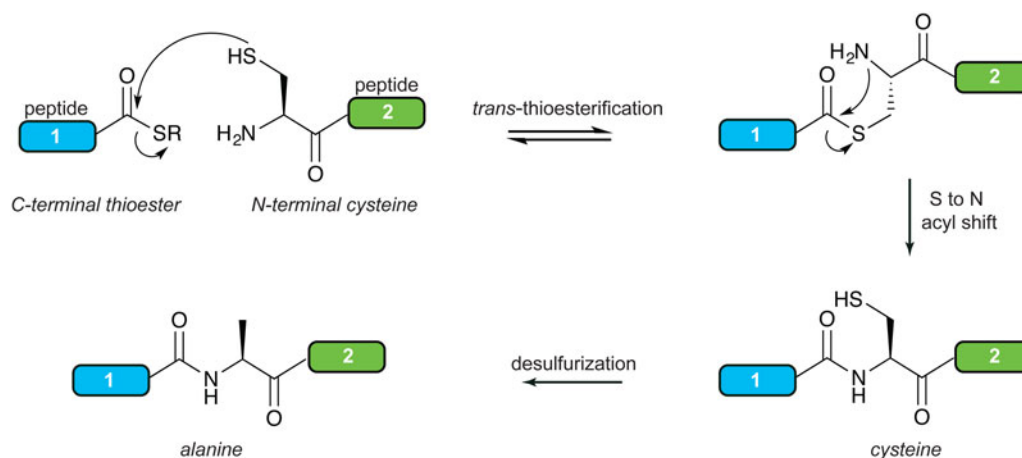 HS
O
peptide
1
SR
H2N
peptide
2
O
C-terminal thioester
N-terminal cysteine
trans-thioesterification
O
H2N
2
O
1
S
S to N
acyl shift
HS
O
1
N
H
2
O
cysteine
desulfurization
O
1
N
H
2
O
alanine